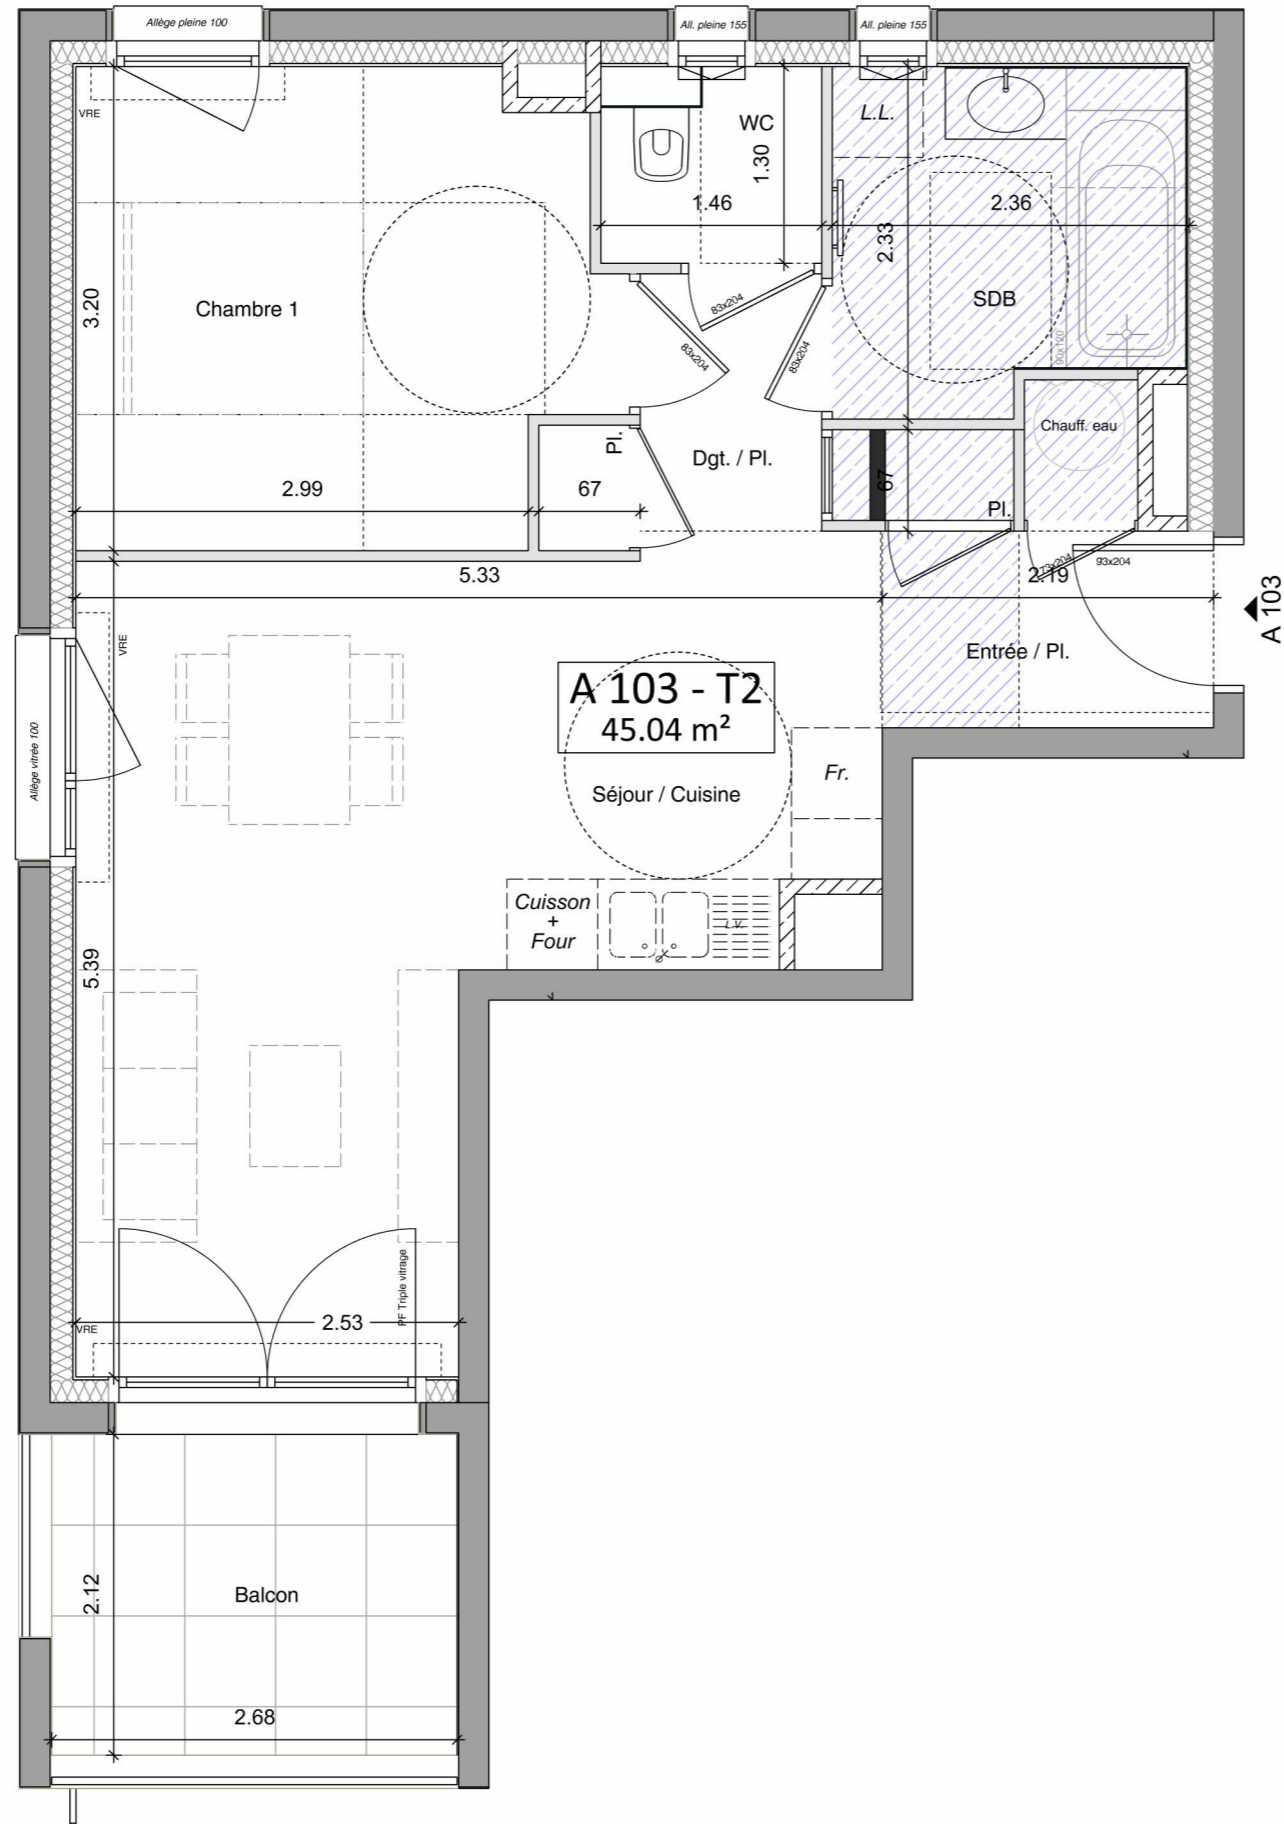 Allège pleine 100
All. pleine 155
All. pleine 155
VRE
WC
1.30
L.L.
1.46
2.36
2.33
3.20
Chambre 1
83x204
SDB
83x204
83x204
90x120
Pl.
Chauff. eau
Dgt. / Pl.
2.99
67
67
Pl.
5.33
73x204
93x204
2.19
A 103
VRE
Entrée / Pl.
A 103 - T2
45.04 m²
Allège vitrée 100
Fr.
Séjour / Cuisine
Cuisson
+
Four
L.V.
5.39
PF Triple vitrage
2.53
VRE
2.12
Balcon
2.68